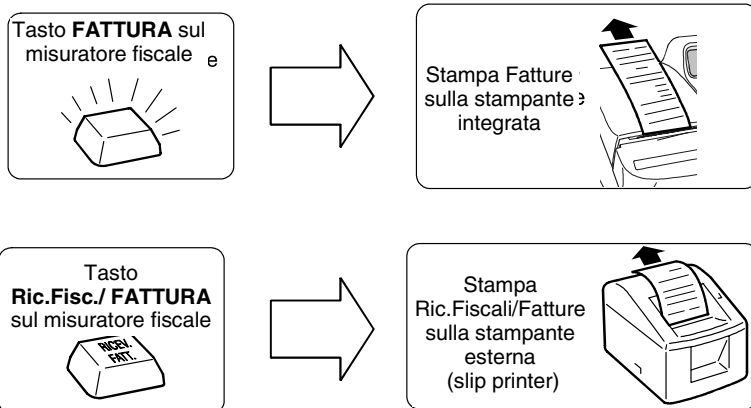 Tasto FATTURA sul
misuratore fiscale e
Stampa Fature
sulla stampante e
integrata
Tasto
Ric.Fisc./ FATTURA
sul misuratore fiscale
RICEV.
FATT.
Stampa
Ric.Fiscali/Fatture
sulla stampante
esterna
(slip printer)